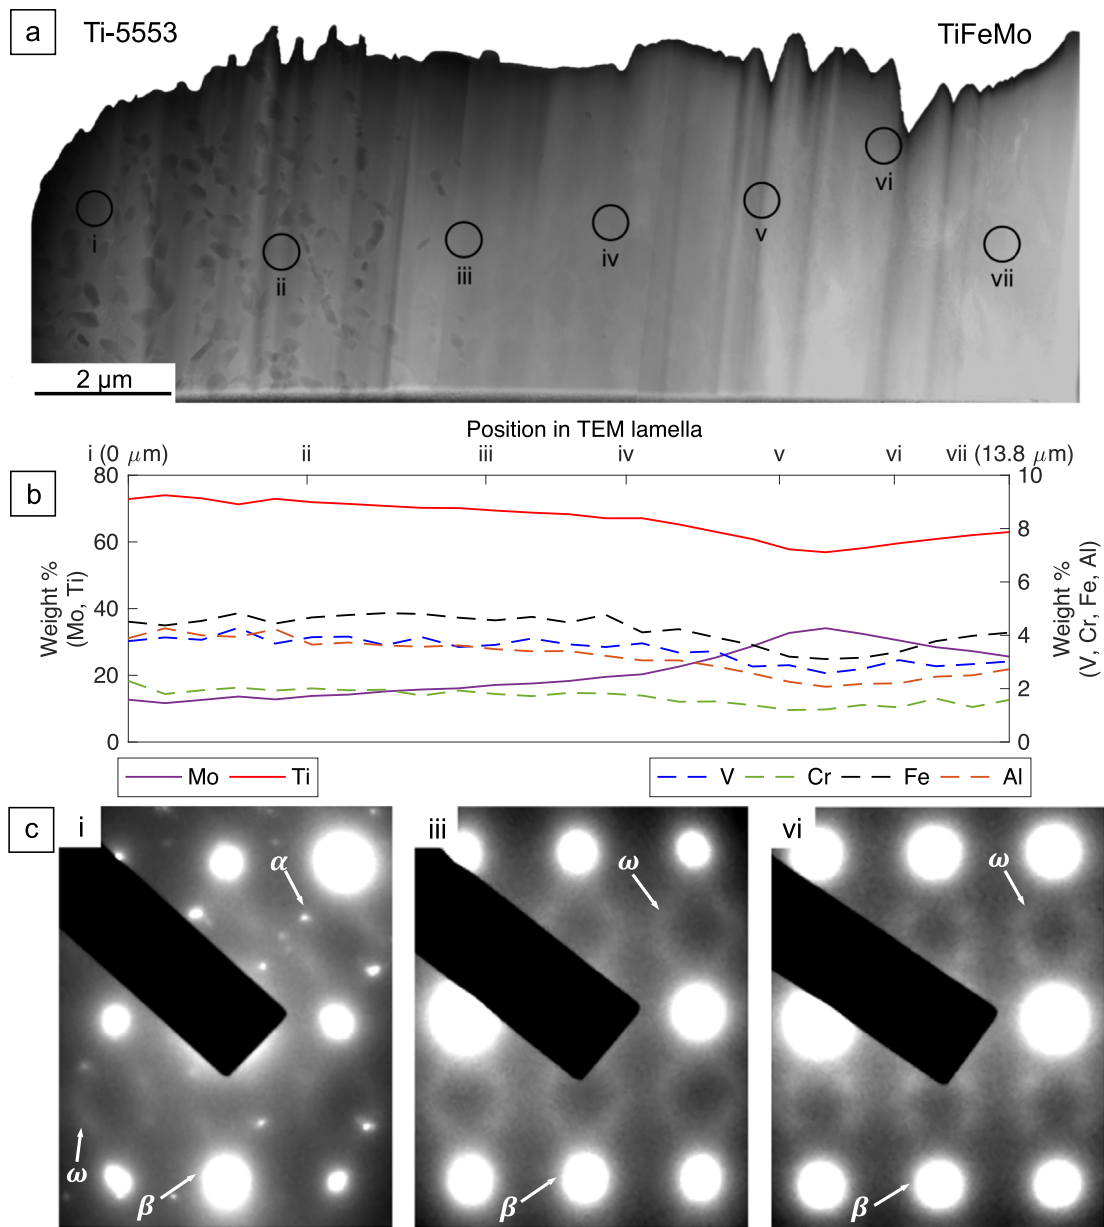 a
Ti-5553
TiFeMo
i
ii
iii
iv
v
vi
vii
2 μm
b
Position in TEM lamella
i (0 μm)
ii
iii
iv
v
vi
vii (13.8 μm)
80
60
40
20
0
Weight %
(Mo, Ti)
10
8
6
4
2
0
Weight %
(V, Cr, Fe, Al)
Mo
Ti
V
Cr
Fe
Al
c
i
α
ω
β
iii
ω
β
vi
ω
β